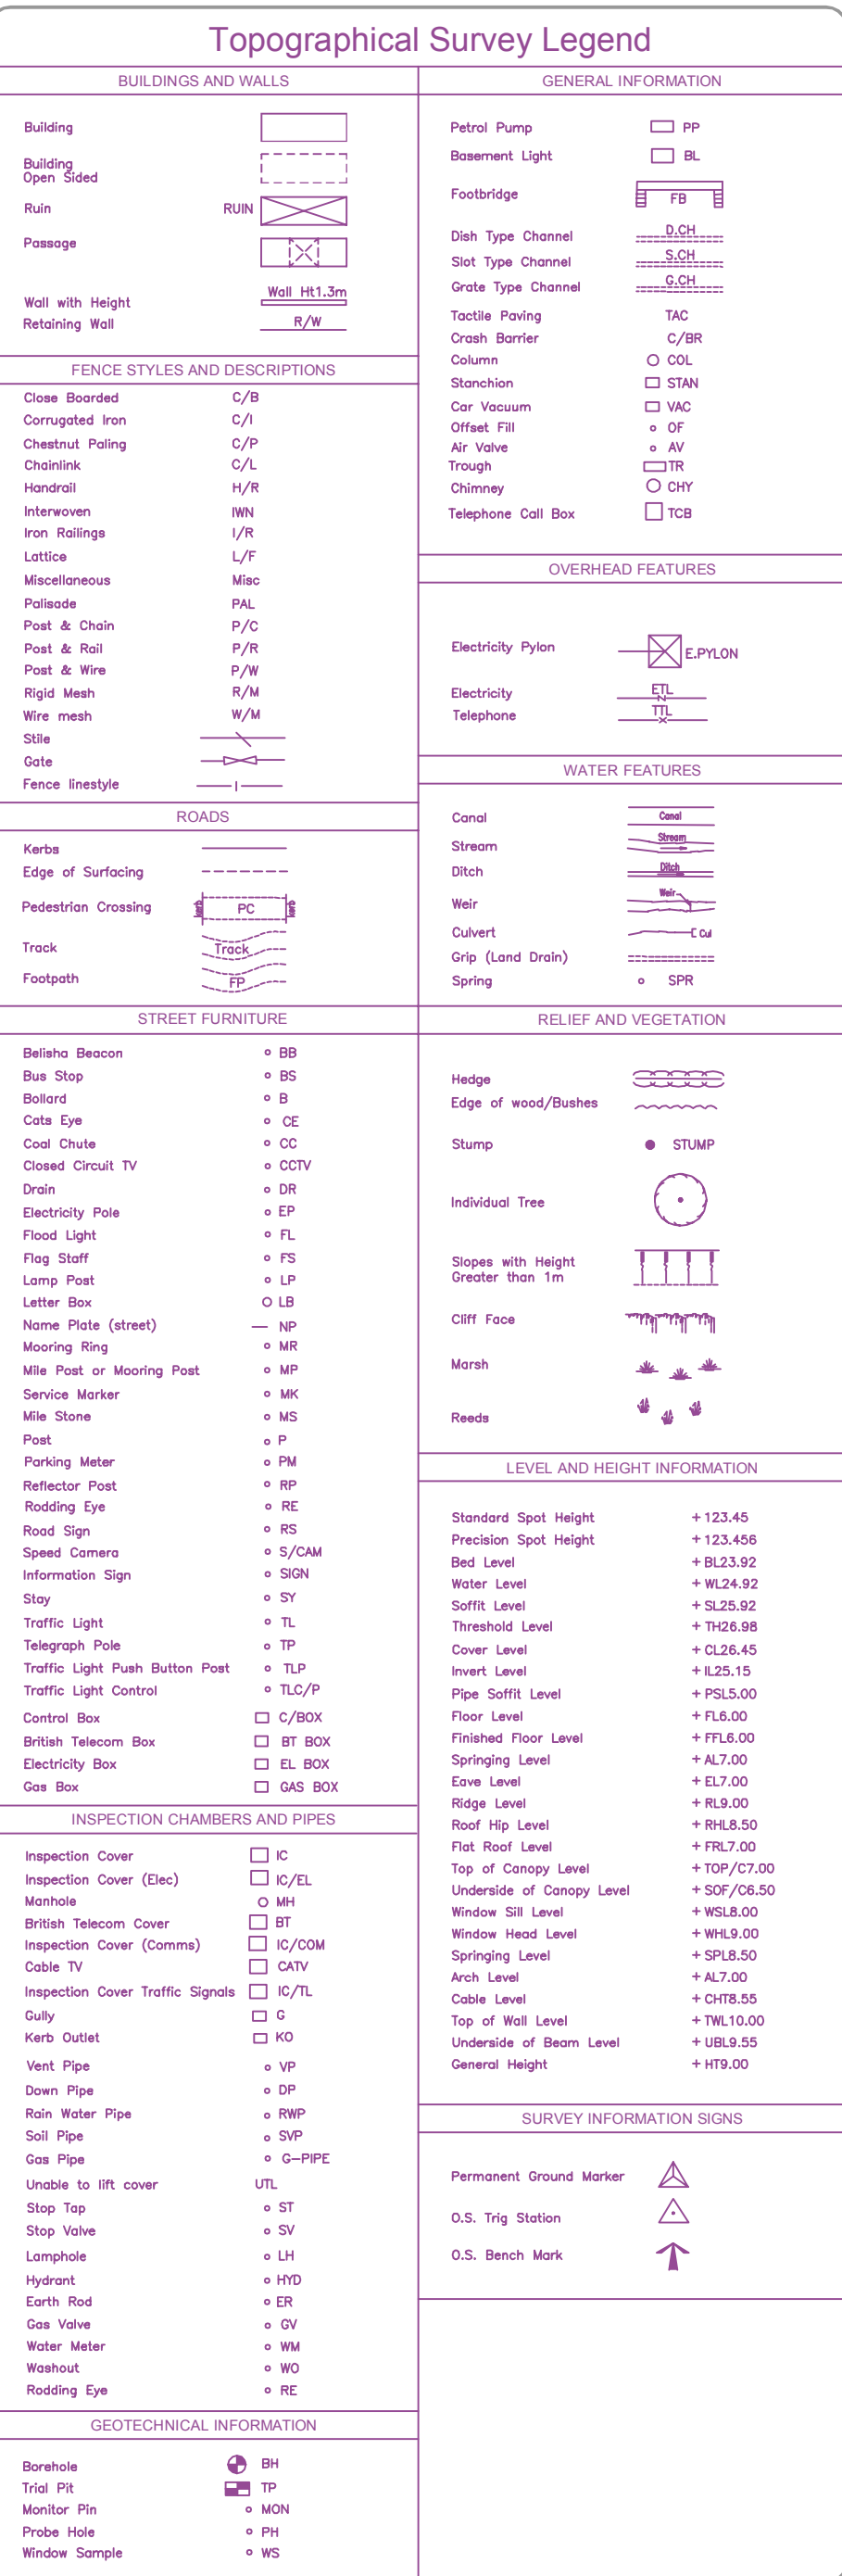 Topographical Survey Legend
BUILDINGS AND WALLS
Building
Building
Open Sided
Ruin RUIN
Passage
Wall with Height Wall Ht1.3m
Retaining Wall R/W
FENCE STYLES AND DESCRIPTIONS
Close Boarded C/B
Corrugated Iron C/I
Chestnut Paling C/P
Chainlink C/L
Handrail H/R
Interwoven IWN
Iron Railings I/R
Lattice L/F
Miscellaneous Misc
Palisade PAL
Post & Chain P/C
Post & Rail P/R
Post & Wire P/W
Rigid Mesh R/M
Wire mesh W/M
Stile
Gate
Fence linestyle
ROADS
Kerbs
Edge of Surfacing
Pedestrian Crossing PC
Track Track
Footpath FP
STREET FURNITURE
Belisha Beacon BB
Bus Stop BS
Bollard B
Cats Eye CE
Coal Chute CC
Closed Circuit TV CCTV
Drain DR
Electricity Pole EP
Flood Light FL
Flag Staff FS
Lamp Post LP
Letter Box LB
Name Plate (street) NP
Mooring Ring MR
Mile Post or Mooring Post MP
Service Marker MK
Mile Stone MS
Post P
Parking Meter PM
Reflector Post RP
Rodding Eye RE
Road Sign RS
Speed Camera S/CAM
Information Sign SIGN
Stay SY
Traffic Light TL
Telegraph Pole TP
Traffic Light Push Button Post TLP
Traffic Light Control TLC/P
Control Box C/BOX
British Telecom Box BT BOX
Electricity Box EL BOX
Gas Box GAS BOX
INSPECTION CHAMBERS AND PIPES
Inspection Cover IC
Inspection Cover (Elec) IC/EL
Manhole MH
British Telecom Cover BT
Inspection Cover (Comms) IC/COM
Cable TV CATV
Inspection Cover Traffic Signals IC/TL
Gully G
Kerb Outlet KO
Vent Pipe VP
Down Pipe DP
Rain Water Pipe RWP
Soil Pipe SVP
Gas Pipe G-PIPE
Unable to lift cover UTL
Stop Tap ST
Stop Valve SV
Lamphole LH
Hydrant HYD
Earth Rod ER
Gas Valve GV
Water Meter WM
Washout WO
Rodding Eye RE
GEOTECHNICAL INFORMATION
Borehole BH
Trial Pit TP
Monitor Pin MON
Probe Hole PH
Window Sample WS
GENERAL INFORMATION
Petrol Pump PP
Basement Light BL
Footbridge FB
Dish Type Channel D.CH
Slot Type Channel S.CH
Grate Type Channel G.CH
Tactile Paving TAC
Crash Barrier C/BR
Column COL
Stanchion STAN
Car Vacuum VAC
Offset Fill OF
Air Valve AV
Trough TR
Chimney CHY
Telephone Call Box TCB
OVERHEAD FEATURES
Electricity Pylon E.PYLON
Electricity ETL
Telephone TTL
WATER FEATURES
Canal Canal
Stream Stream
Ditch Ditch
Weir Weir
Culvert Cul
Grip (Land Drain)
Spring SPR
RELIEF AND VEGETATION
Hedge
Edge of wood/Bushes
Stump STUMP
Individual Tree
Slopes with Height
Greater than 1m
Cliff Face
Marsh
Reeds
LEVEL AND HEIGHT INFORMATION
Standard Spot Height +123.45
Precision Spot Height +123.456
Bed Level +BL23.92
Water Level +WL24.92
Soffit Level +SL25.92
Threshold Level +TH26.98
Cover Level +CL26.45
Invert Level +IL25.15
Pipe Soffit Level +PSL5.00
Floor Level +FL6.00
Finished Floor Level +FFL6.00
Springing Level +AL7.00
Eave Level +EL7.00
Ridge Level +RL9.00
Roof Hip Level +RHL8.50
Flat Roof Level +FRL7.00
Top of Canopy Level +TOP/C7.00
Underside of Canopy Level +SOF/C6.50
Window Sill Level +WSL8.00
Window Head Level +WHL9.00
Springing Level +SPL8.50
Arch Level +AL7.00
Cable Level +CHT8.55
Top of Wall Level +TWL10.00
Underside of Beam Level +UBL9.55
General Height +HT9.00
SURVEY INFORMATION SIGNS
Permanent Ground Marker
O.S. Trig Station
O.S. Bench Mark